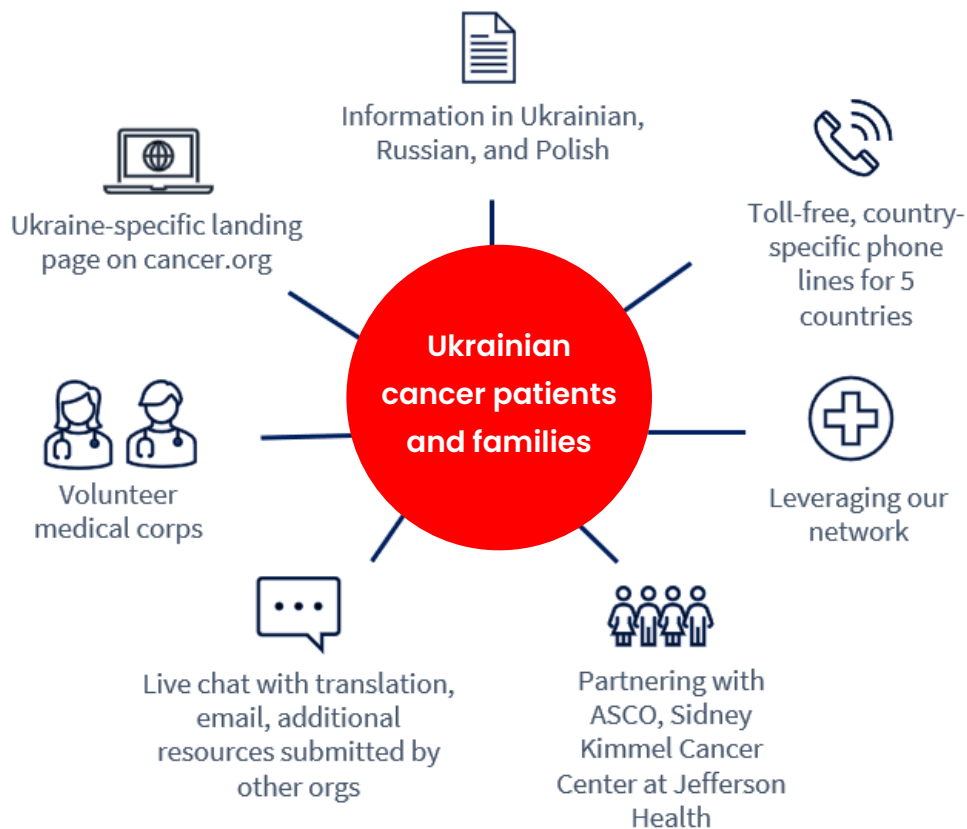 Information in Ukrainian,
Russian, and Polish
Ukraine-specific landing
page on cancer.org
Toll-free, country-
specific phone
lines for 5
countries
Ukrainian
cancer patients
and families
Volunteer
medical corps
Leveraging our
network
Live chat with translation,
email, additional
resources submitted by
other orgs
Partnering with
ASCO, Sidney
Kimmel Cancer
Center at Jefferson
Health